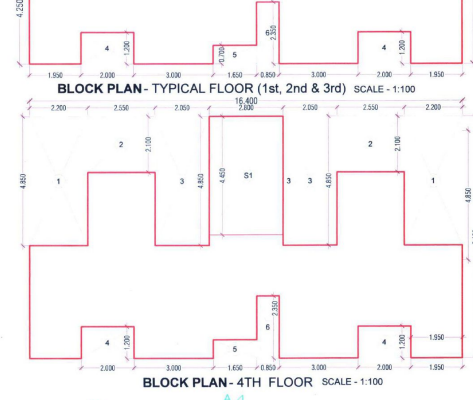 4.250
4 1.200 0.700 5 6 2.350 4 1.200
1.950 2.000 3.000 1.650 0.850 3.000 2.000 1.950
BLOCK PLAN - TYPICAL FLOOR (1st, 2nd & 3rd) SCALE - 1:100
16.400
2.200 2.550 2.050 2.800 2.050 2.550 2.200
2 2.100 2 2.100
4.850 1 3 4.850 4.450 S1 3 3 4.850 1 4.850
4 1.200 5 6 2.350 4 1.200 1.950
2.000 3.000 1.650 0.850 3.000 2.000 1.950
BLOCK PLAN - 4TH FLOOR SCALE - 1:100